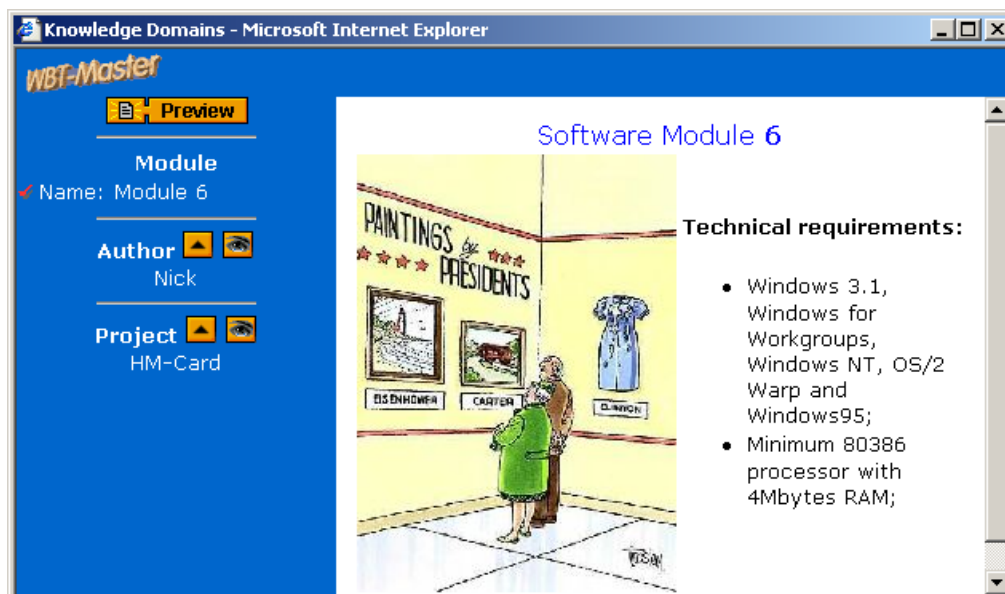 Knowledge Domains - Microsoft Internet Explorer
WBT-Master
Preview
Module
Name: Module 6
Author
Nick
Project
HM-Card
Software Module 6
PAINTINGS by
PRESIDENTS
EISENHOWER
CARTER
CLINTON
Technical requirements:
Windows 3.1,
Windows for
Workgroups,
Windows NT, OS/2
Warp and
Windows95;
Minimum 80386
processor with
4Mbytes RAM;